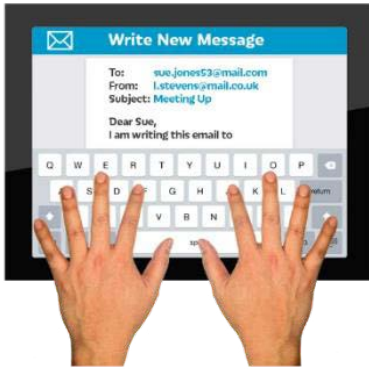 Write New Message
To: sue.jones53@mail.com
From: l.stevens@mail.co.uk
Subject: Meeting Up
Dear Sue,
I am writing this email to
Q W E R T Y U I O P
A S D F G H K L return
V B N